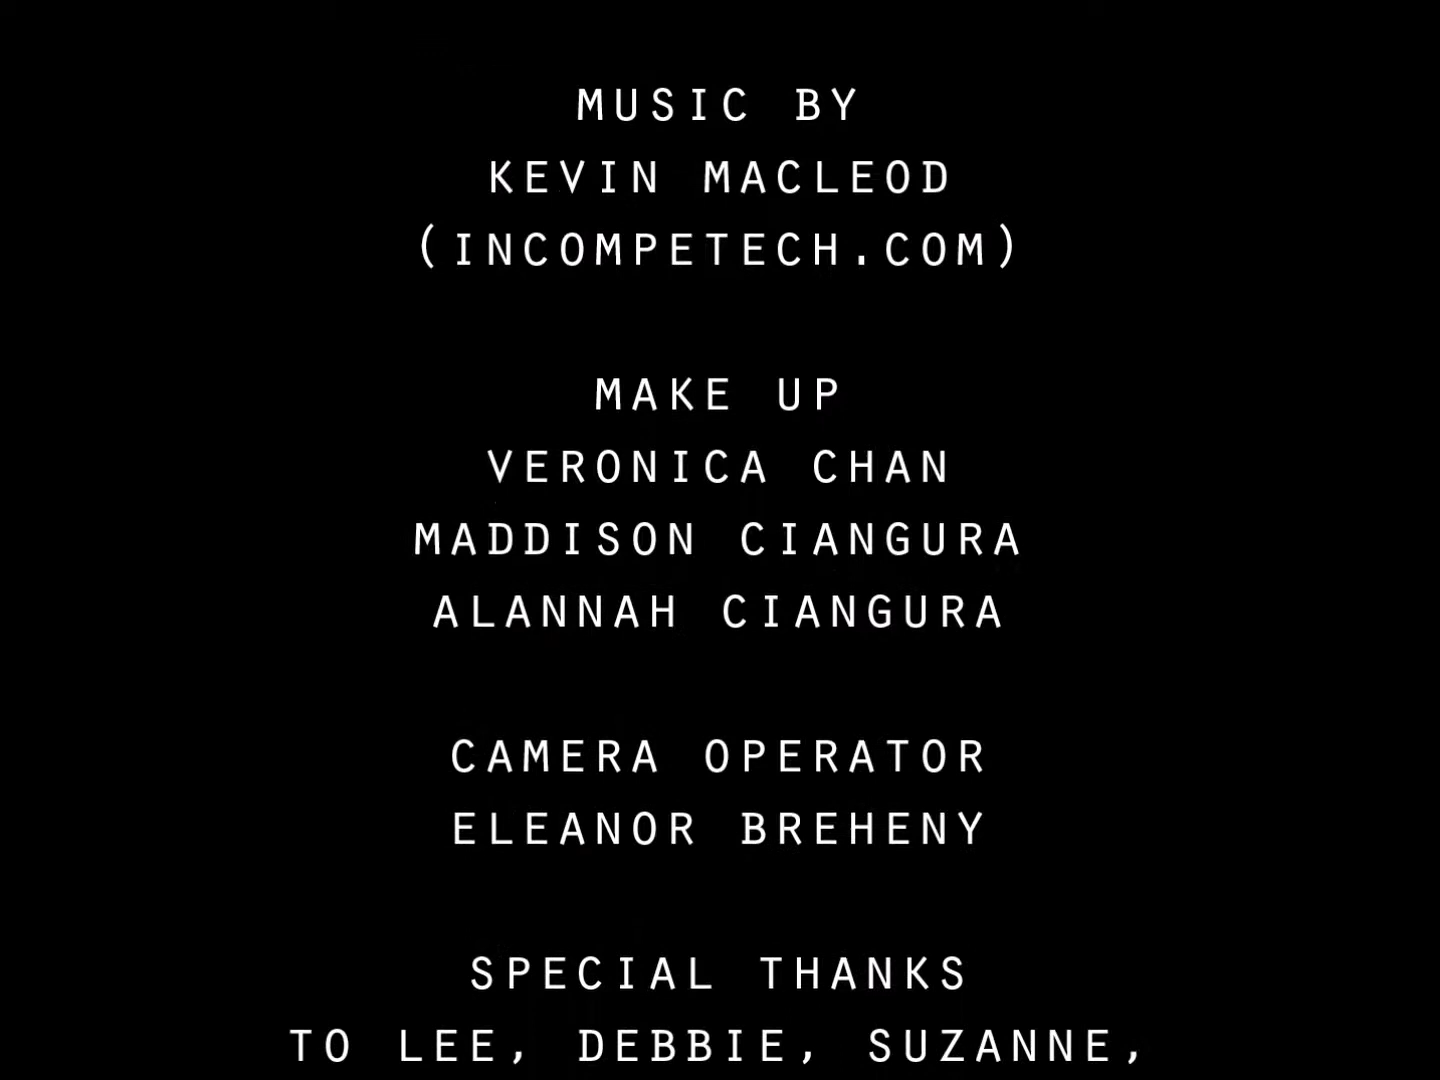 MUSIC BY
KEVIN MACLEOD
(INCOMPETECH.COM)
MAKE UP
VERONICA CHAN
MADDISON CIANGURA
ALANNAH CIANGURA
CAMERA OPERATOR
ELEANOR BREHENY
SPECIAL THANKS
TO LEE, DEBBIE, SUZANNE,